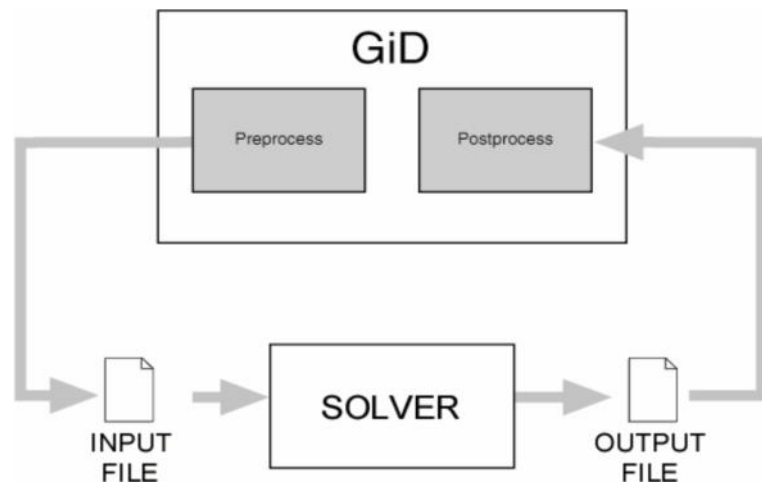 GiD
Preprocess
Postprocess
SOLVER
INPUT
FILE
OUTPUT
FILE